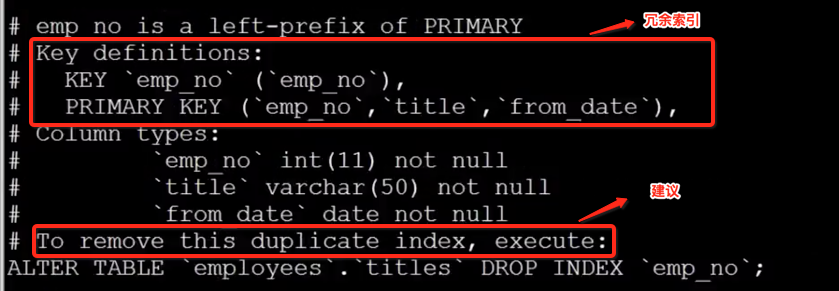 # emp no is a left-prefix of PRIMARY
冗余索引
# Key definitions:
#   KEY `emp_no` (`emp_no`),
#   PRIMARY KEY (`emp_no`,`title`,`from_date`),
# Column types:
#         `emp_no` int(11) not null
#         `title` varchar(50) not null
建议
#         `from date` date not null
# To remove this duplicate index, execute:
ALTER TABLE `employees`.`titles` DROP INDEX `emp_no`;